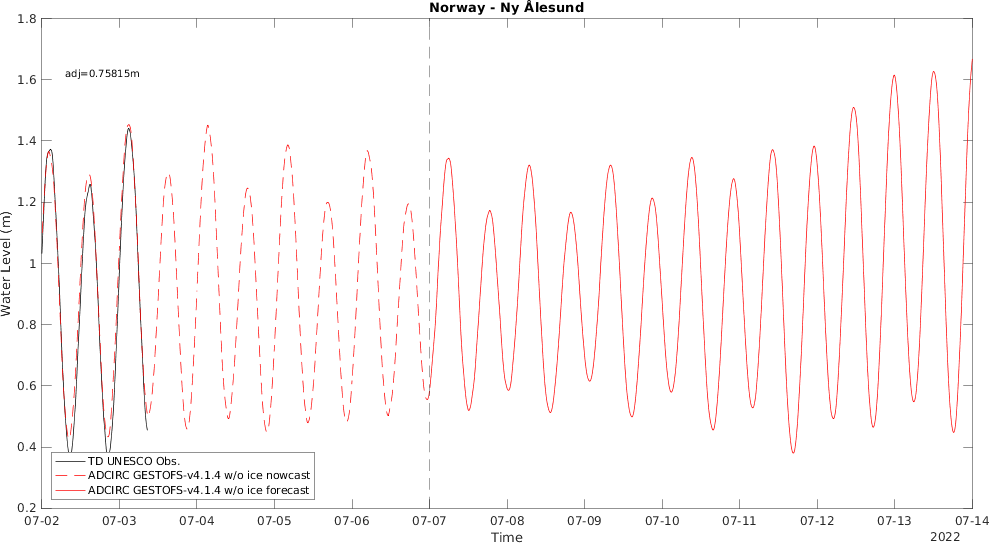 Norway - Ny Ålesund
adj=0.75815m
1.8
1.6
1.4
1.2
1
0.8
0.6
0.4
0.2
Water Level (m)
TD UNESCO Obs.
ADCIRC GESTOFS-v4.1.4 w/o ice nowcast
ADCIRC GESTOFS-v4.1.4 w/o ice forecast
07-02 07-03 07-04 07-05 07-06 07-07 07-08 07-09 07-10 07-11 07-12 07-13 07-14
Time
2022